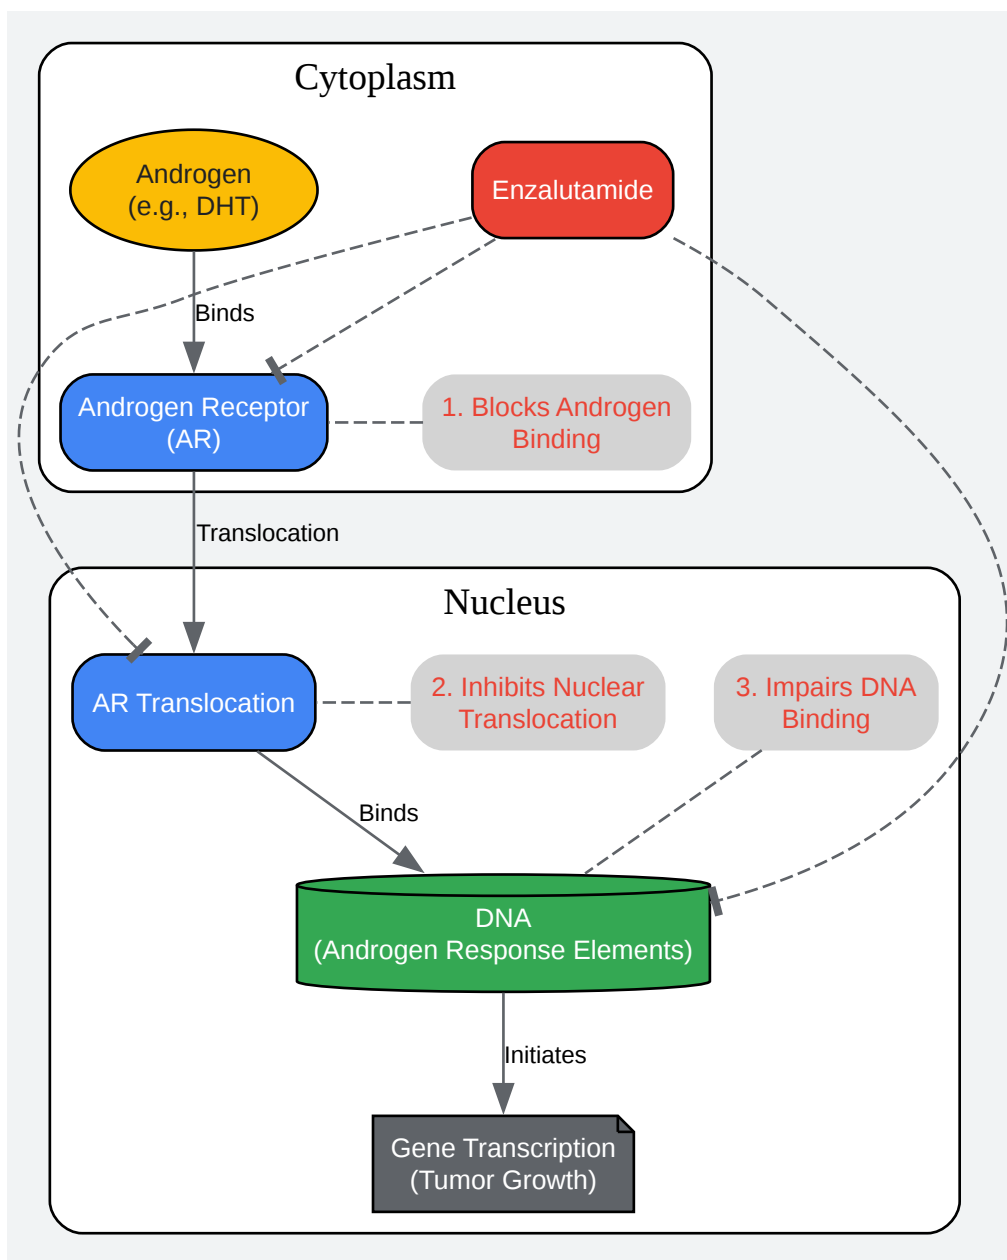 Cytoplasm
Androgen
(e.g., DHT)
Enzalutamide
Binds
Androgen Receptor
(AR)
1. Blocks Androgen
Binding
Translocation
Nucleus
AR Translocation
2. Inhibits Nuclear
Translocation
3. Impairs DNA
Binding
Binds
DNA
(Androgen Response Elements)
Initiates
Gene Transcription
(Tumor Growth)